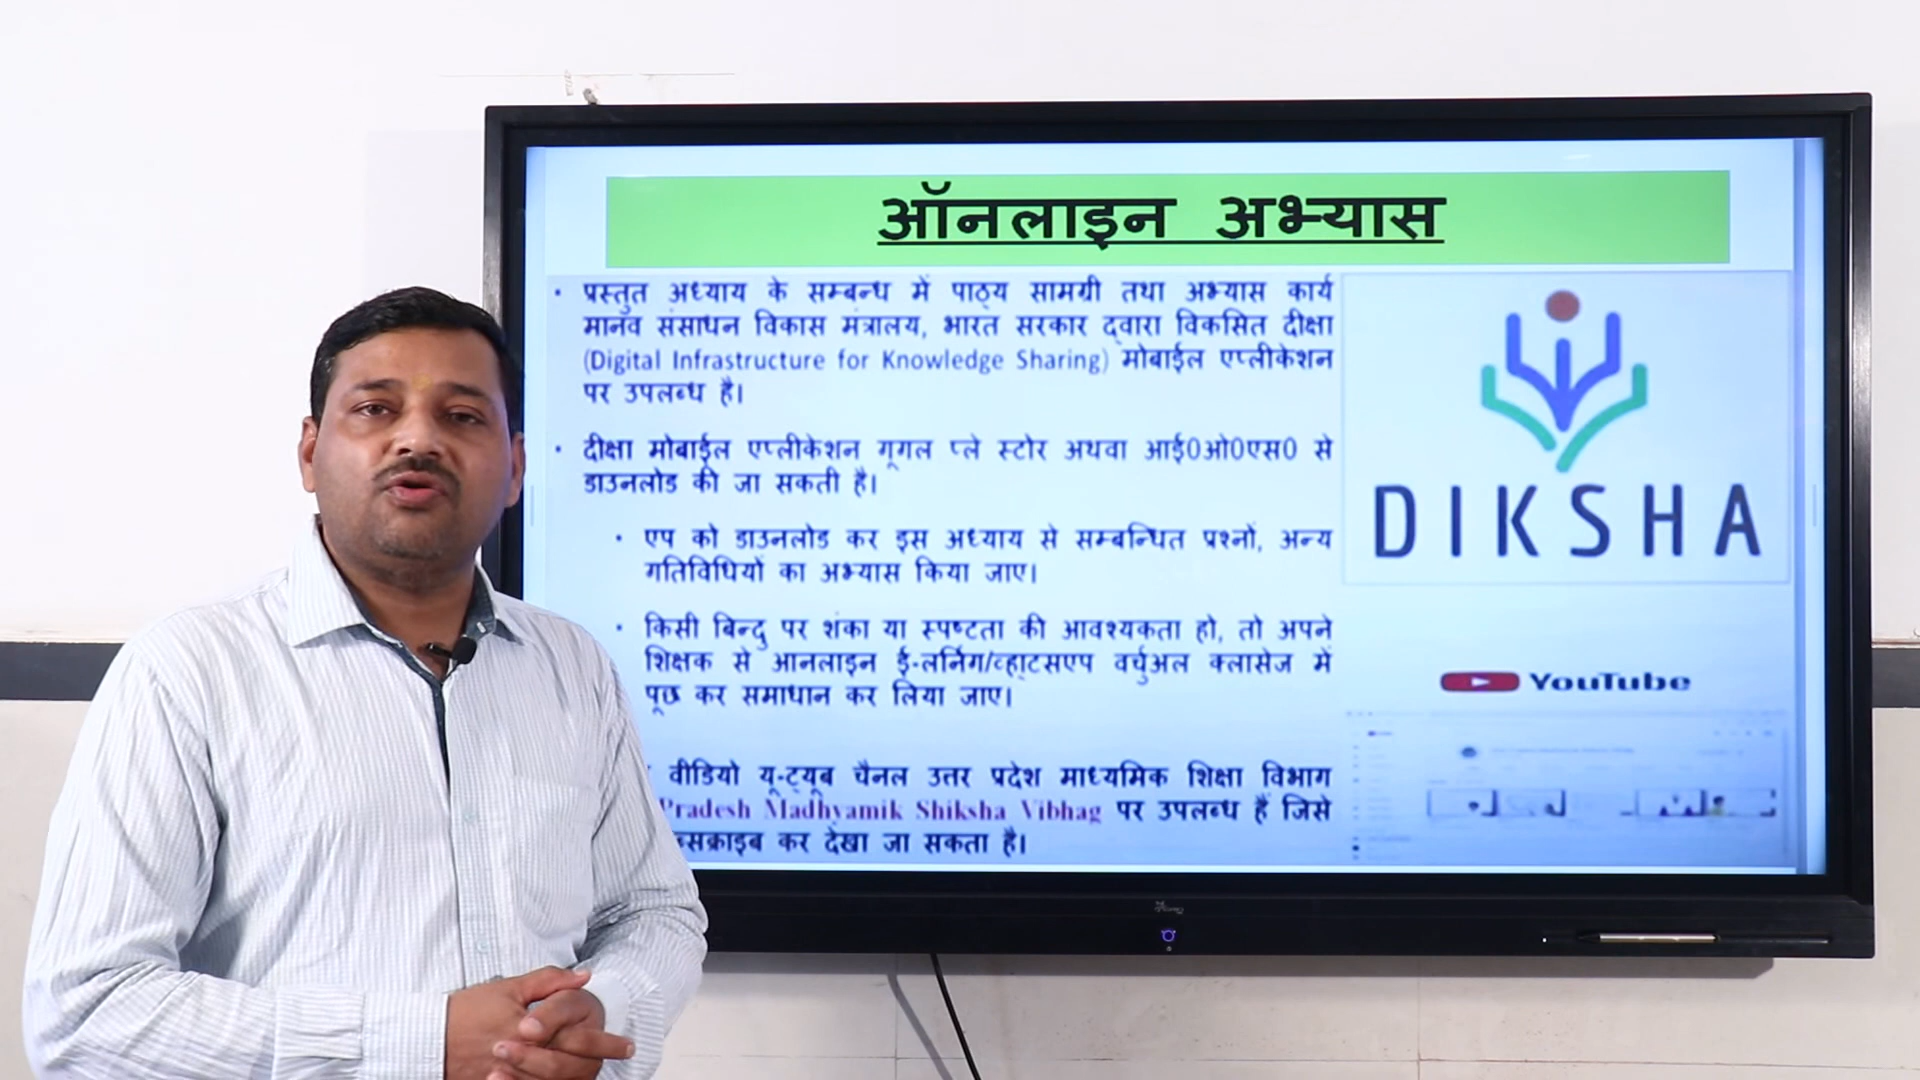 ऑनलाइन अभ्यास
• प्रस्तुत अध्याय के सम्बन्ध में पाठ्य सामग्री तथा अभ्यास कार्य
मानव संसाधन विकास मंत्रालय, भारत सरकार द्वारा विकसित दीक्षा
(Digital Infrastructure for Knowledge Sharing) मोबाईल एप्लीकेशन
पर उपलब्ध है।
• दीक्षा मोबाईल एप्लीकेशन गूगल प्ले स्टोर अथवा आई0ओ0एस0 से
डाउनलोड की जा सकती है।
• एप को डाउनलोड कर इस अध्याय से सम्बन्धित प्रश्नों, अन्य
गतिविधियों का अभ्यास किया जाए।
• किसी बिन्दु पर शंका या स्पष्टता की आवश्यकता हो, तो अपने
शिक्षक से आनलाइन ई-लर्निग/व्हाटसएप वर्चुअल क्लासेज में
पूछ कर समाधान कर लिया जाए।
वीडियो यू-ट्यूब चैनल उत्तर प्रदेश माध्यमिक शिक्षा विभाग
Pradesh Madhyamik Shiksha Vibhag पर उपलब्ध हैं जिसे
कर देखा जा सकता है।
DIKSHA
YouTube